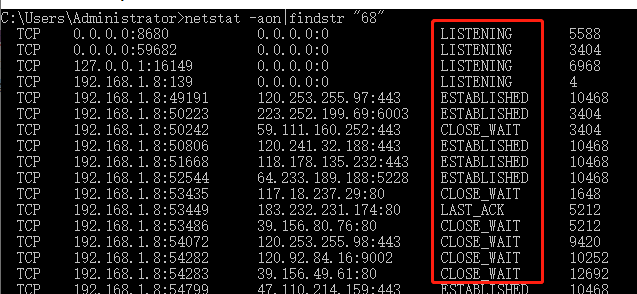 C:\Users\Administrator>netstat -aon|findstr "68"
TCP 0.0.0.0:8680 0.0.0.0:0 LISTENING 5588
TCP 0.0.0.0:59682 0.0.0.0:0 LISTENING 3404
TCP 127.0.0.1:16149 0.0.0.0:0 LISTENING 6968
TCP 192.168.1.8:139 0.0.0.0:0 LISTENING 4
TCP 192.168.1.8:49191 120.253.255.97:443 ESTABLISHED 10468
TCP 192.168.1.8:50223 223.252.199.69:6003 ESTABLISHED 3404
TCP 192.168.1.8:50242 59.111.160.252:443 CLOSE_WAIT 3404
TCP 192.168.1.8:50806 120.241.32.188:443 ESTABLISHED 10468
TCP 192.168.1.8:51668 118.178.135.232:443 ESTABLISHED 10468
TCP 192.168.1.8:52544 64.233.189.188:5228 ESTABLISHED 10468
TCP 192.168.1.8:53435 117.18.237.29:80 CLOSE_WAIT 1648
TCP 192.168.1.8:53449 183.232.231.174:80 LAST_ACK 5212
TCP 192.168.1.8:53486 39.156.80.76:80 CLOSE_WAIT 5212
TCP 192.168.1.8:54072 120.253.255.98:443 CLOSE_WAIT 9420
TCP 192.168.1.8:54282 120.92.84.16:9002 CLOSE_WAIT 10252
TCP 192.168.1.8:54283 39.156.49.61:80 CLOSE_WAIT 12692
TCP 192.168.1.8:54799 47.110.214.159:443 ESTABLISHED 10468